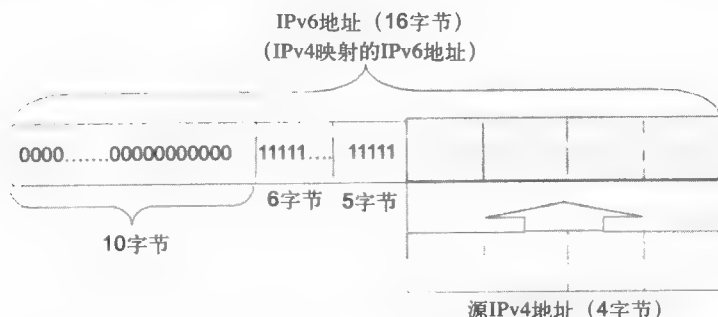 IPv6地址（16字节）
（IPv4映射的IPv6地址）
0000.......00000000000 11111.... 11111
6字节 5字节
10字节
源IPv4地址（4字节）